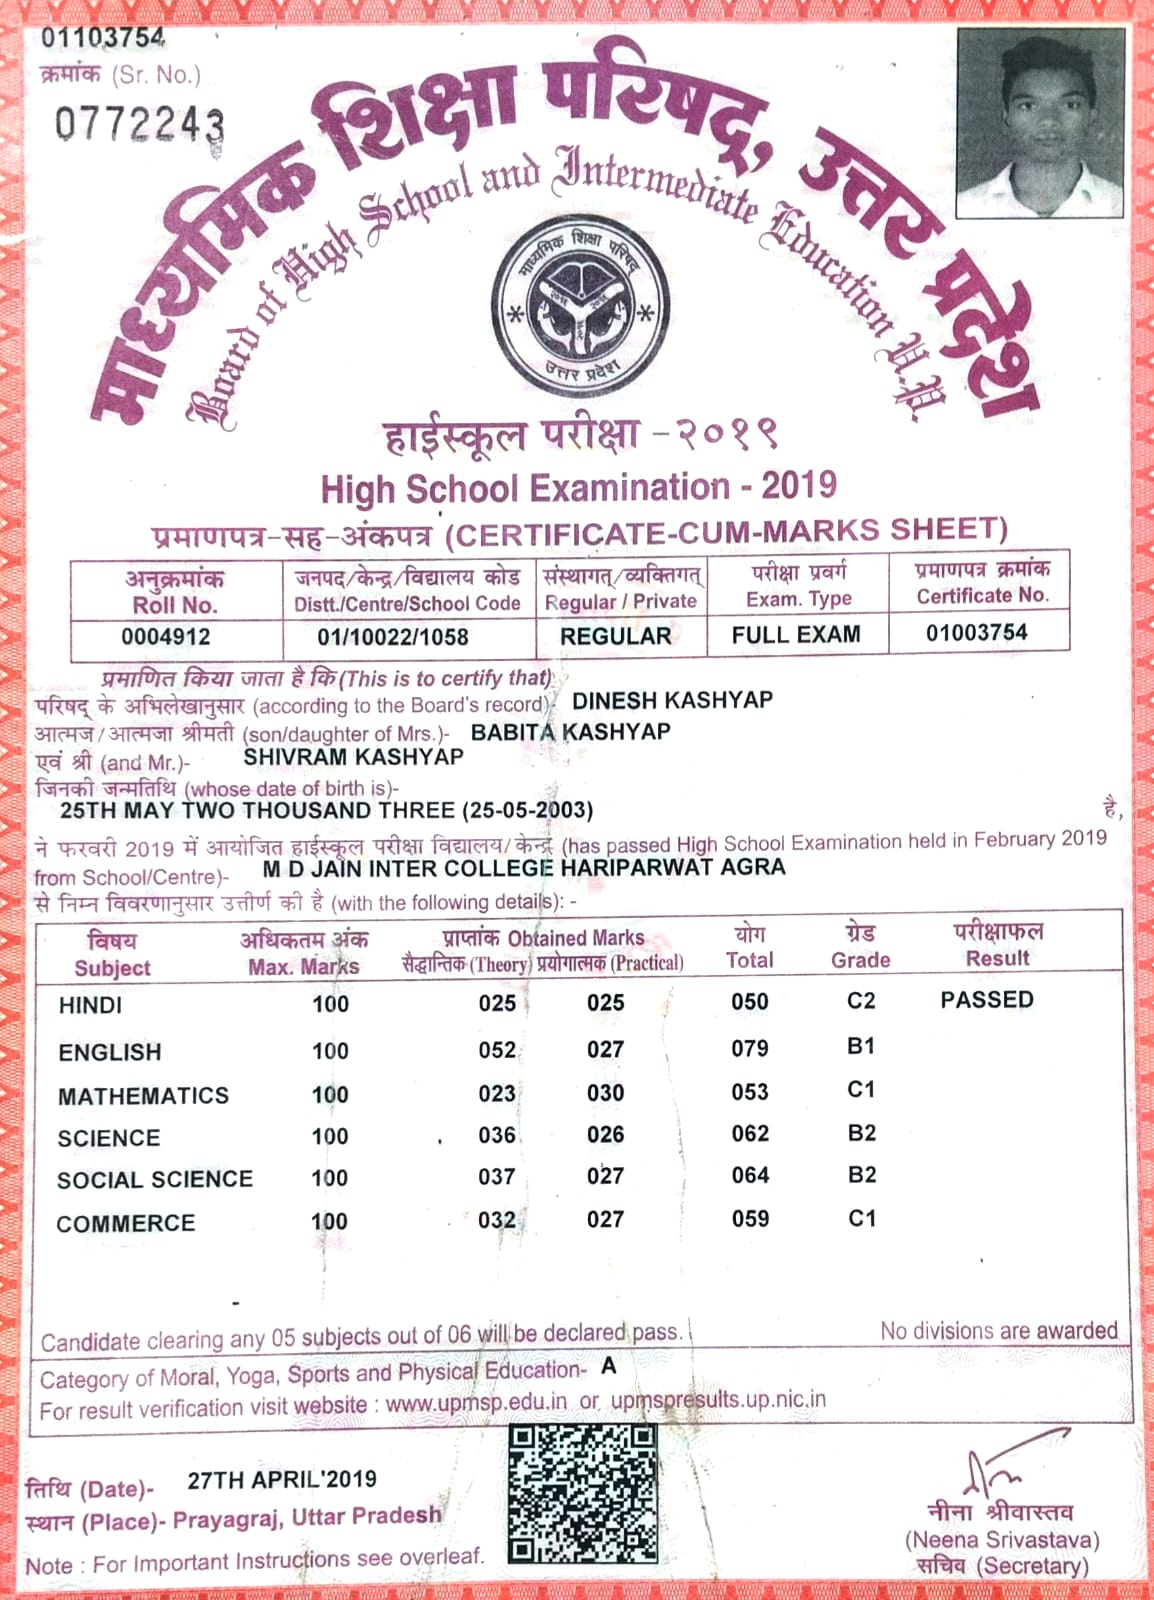 01103754
क्रमांक (Sr. No.)
0772243
माध्यमिक शिक्षा परिषद्, उत्तर प्रदेश
Board of High School and Intermediate Education U.P.
माध्यमिक शिक्षा परिषद्
उत्तर प्रदेश
हाईस्कूल परीक्षा -२०१९
High School Examination - 2019
प्रमाणपत्र-सह-अंकपत्र (CERTIFICATE-CUM-MARKS SHEET)
अनुक्रमांक जनपद/केन्द्र/विद्यालय कोड संस्थागत्/व्यक्तिगत् परीक्षा प्रवर्ग प्रमाणपत्र क्रमांक
Roll No. Distt./Centre/School Code Regular / Private Exam. Type Certificate No.
0004912 01/10022/1058 REGULAR FULL EXAM 01003754
प्रमाणित किया जाता है कि (This is to certify that)
परिषद् के अभिलेखानुसार (according to the Board's record)- DINESH KASHYAP
आत्मज/आत्मजा श्रीमती (son/daughter of Mrs.)- BABITA KASHYAP
एवं श्री (and Mr.)- SHIVRAM KASHYAP
जिनकी जन्मतिथि (whose date of birth is)-
25TH MAY TWO THOUSAND THREE (25-05-2003) है,
ने फरवरी 2019 में आयोजित हाईस्कूल परीक्षा विद्यालय/केन्द्र (has passed High School Examination held in February 2019
from School/Centre)- M D JAIN INTER COLLEGE HARIPARWAT AGRA
से निम्न विवरणानुसार उत्तीर्ण की है (with the following details): -
विषय अधिकतम अंक प्राप्तांक Obtained Marks योग ग्रेड परीक्षाफल
Subject Max. Marks सैद्धान्तिक (Theory) प्रयोगात्मक (Practical) Total Grade Result
HINDI 100 025 025 050 C2 PASSED
ENGLISH 100 052 027 079 B1
MATHEMATICS 100 023 030 053 C1
SCIENCE 100 036 026 062 B2
SOCIAL SCIENCE 100 037 027 064 B2
COMMERCE 100 032 027 059 C1
Candidate clearing any 05 subjects out of 06 will be declared pass. No divisions are awarded
Category of Moral, Yoga, Sports and Physical Education- A
For result verification visit website : www.upmsp.edu.in or upmspresults.up.nic.in
तिथि (Date)- 27TH APRIL'2019
स्थान (Place)- Prayagraj, Uttar Pradesh
Note : For Important Instructions see overleaf.
नीना श्रीवास्तव
(Neena Srivastava)
सचिव (Secretary)